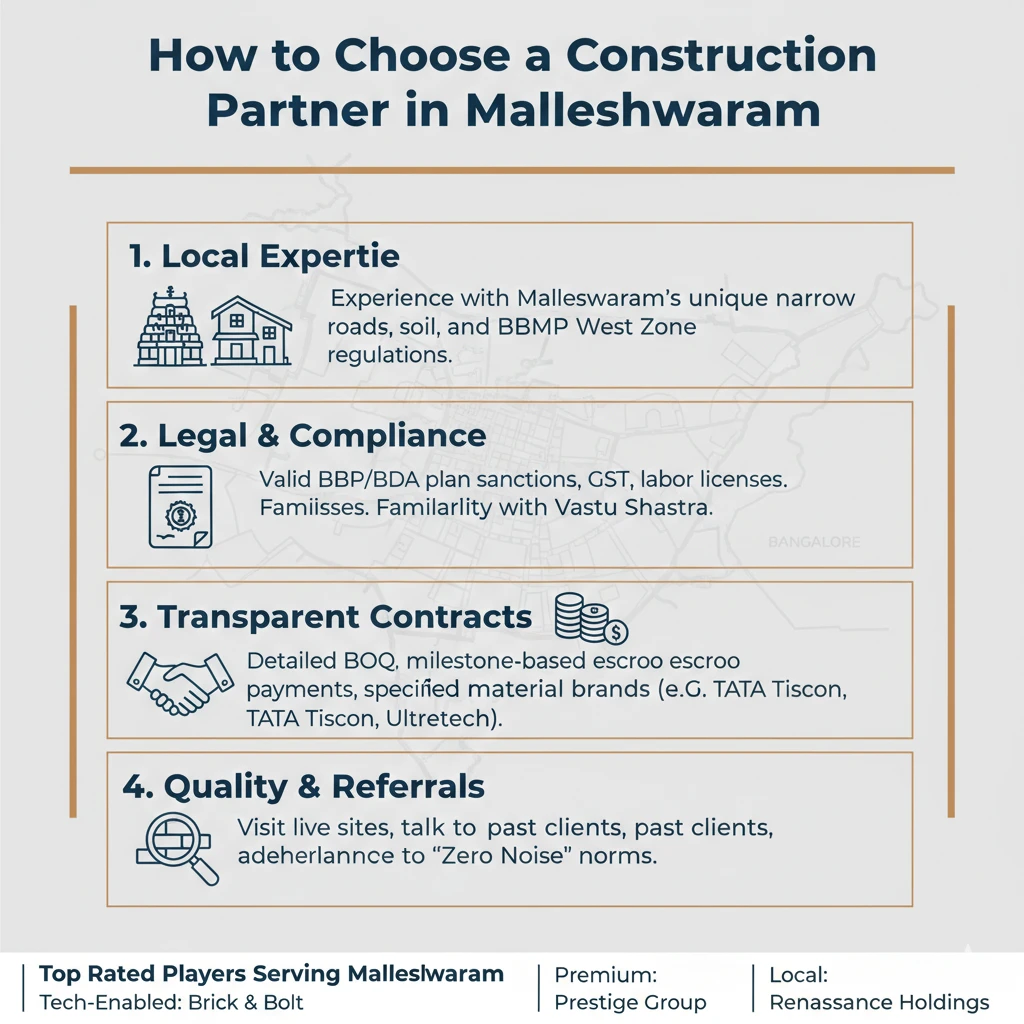 How to Choose a Construction
Partner in Malleshwaram
1. Local Expertie
Experience with Malleswaram's unique narrow
roads, soil, and BBMP West Zone
regulations.
2. Legal & Compliance
Valid BBP/BDA plan sanctions, GST, labor licenses.
Famiisses. Familarlity with Vastu Shastra.
BANGALORE
3. Transparent Contracts
$
Detailed BOQ, milestone-based escroo escroo
payments, specified material brands (e.G. TATA Tiscon,
TATA Tiscon, Ultretech).
4. Quality & Referrals
Visit live sites, talk to past clients, past clients,
adeherlannce to “Zero Noise” norms.
Top Rated Players Serving Malleslwaram
Tech-Enabled: Brick & Bolt
Premium:
Prestige Group
Local:
Renassance Holdings